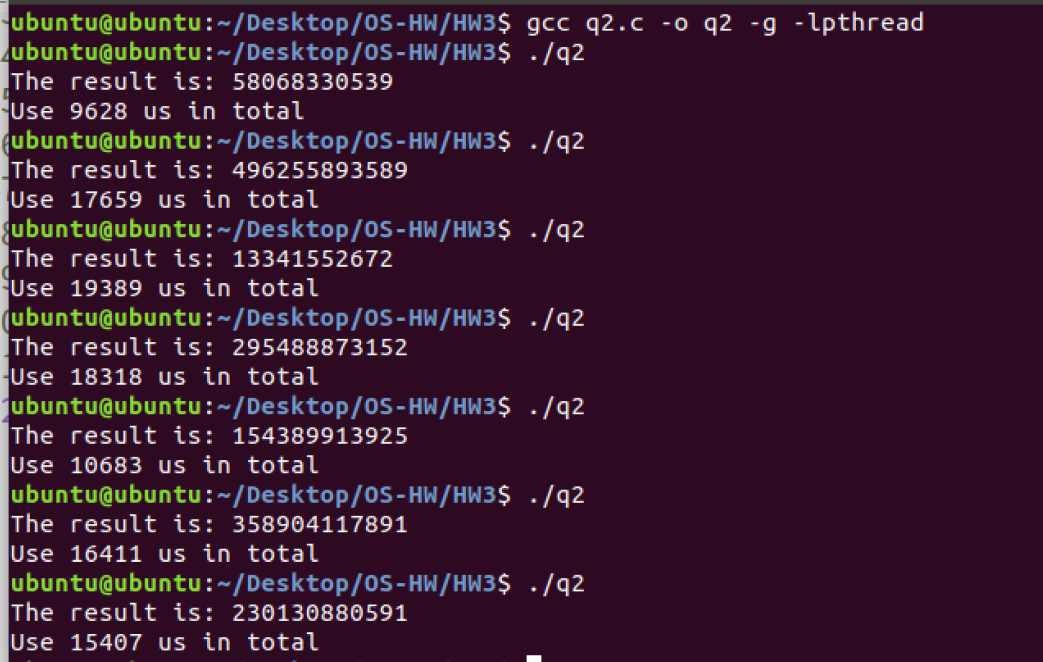 ubuntu@ubuntu:~/Desktop/OS-HW/HW3$ gcc q2.c -o q2 -g -lpthread
ubuntu@ubuntu:~/Desktop/OS-HW/HW3$ ./q2
The result is: 58068330539
Use 9628 us in total
ubuntu@ubuntu:~/Desktop/OS-HW/HW3$ ./q2
The result is: 496255893589
Use 17659 us in total
ubuntu@ubuntu:~/Desktop/OS-HW/HW3$ ./q2
The result is: 13341552672
Use 19389 us in total
ubuntu@ubuntu:~/Desktop/OS-HW/HW3$ ./q2
The result is: 295488873152
Use 18318 us in total
ubuntu@ubuntu:~/Desktop/OS-HW/HW3$ ./q2
The result is: 154389913925
Use 10683 us in total
ubuntu@ubuntu:~/Desktop/OS-HW/HW3$ ./q2
The result is: 358904117891
Use 16411 us in total
ubuntu@ubuntu:~/Desktop/OS-HW/HW3$ ./q2
The result is: 230130880591
Use 15407 us in total